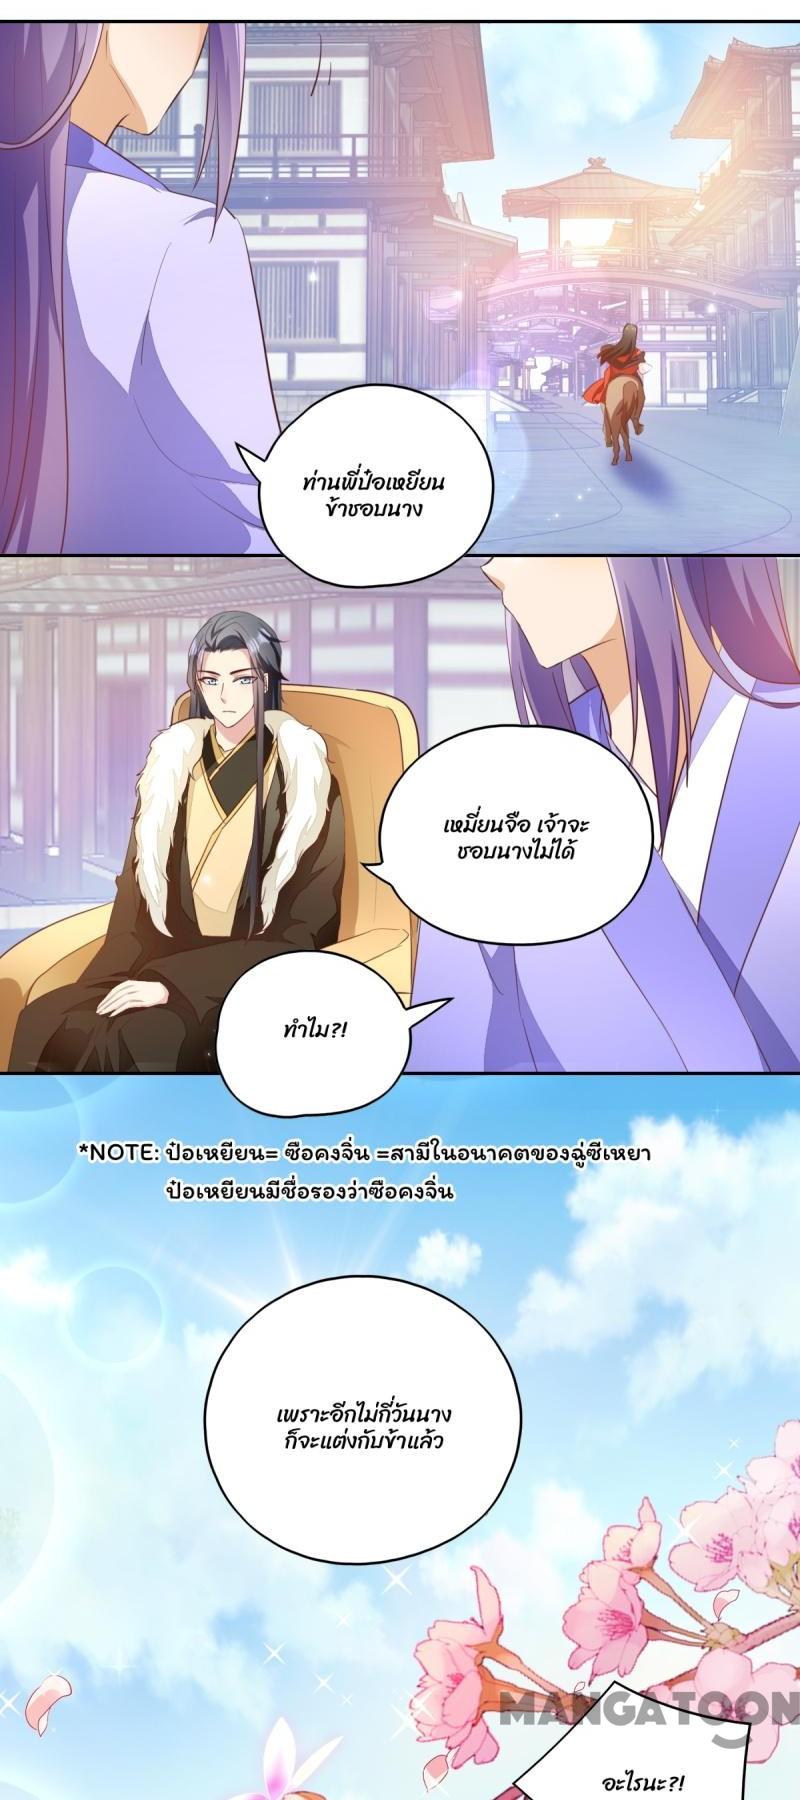 ท่านพี่ป๋อเหยียน
ข้าชอบนาง
เหมี่ยนจือ เจ้าจะ
ชอบนางไม่ได้
ทำไม?!
*NOTE: ป๋อเหยียน= ซือคงจิ่น =สามีในอนาคตของฉู่ซีเหยา
ป๋อเหยียนมีชื่อรองว่าซือคงจิ่น
เพราะอีกไม่กี่วันนาง
ก็จะแต่งกับข้าแล้ว
MANGATOON
อะไรนะ?!